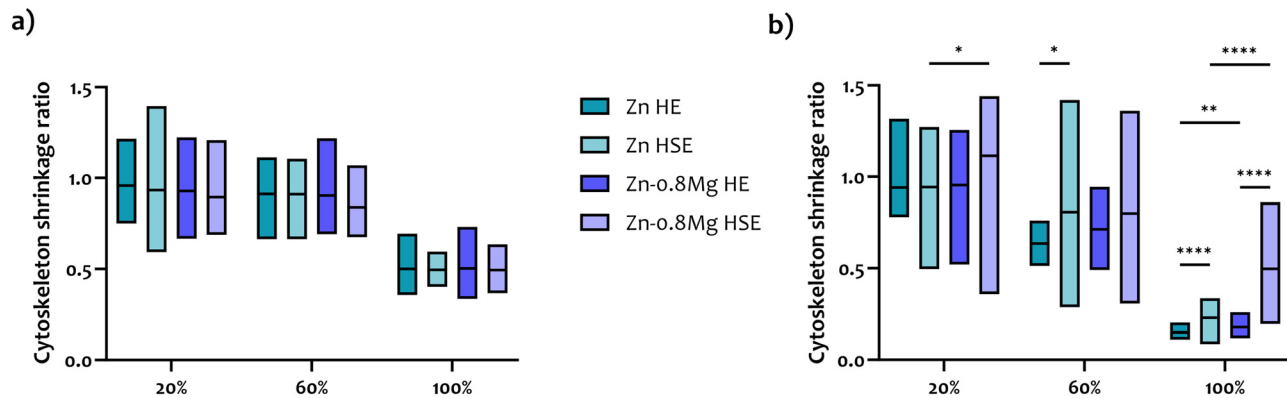 a)
Cytoskeleton shrinkage ratio
1.5
1.0
0.5
0.0
20%
60%
100%
Zn HE
Zn HSE
Zn-0.8Mg HE
Zn-0.8Mg HSE
b)
Cytoskeleton shrinkage ratio
1.5
1.0
0.5
0.0
20%
60%
100%
*
*
****
**
****
****